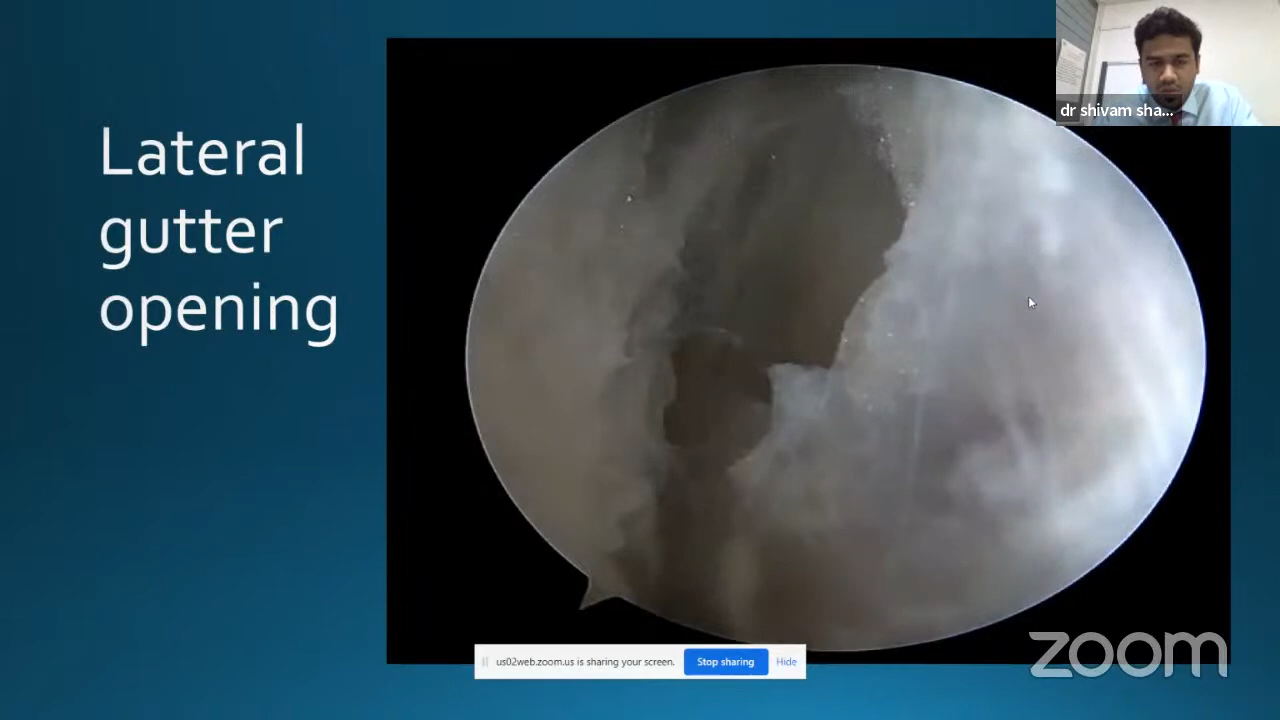 Lateral
gutter
opening
dr shivam sha...
us02web.zoom.us is sharing your screen.
Stop sharing
Hide
zoom